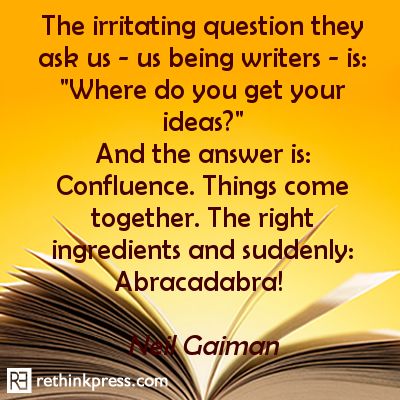 The irritating question they
ask us - us being writers - is:
"Where do you get your
ideas?"
And the answer is:
Confluence. Things come
together. The right
ingredients and suddenly:
Abracadabra!
Neil Gaiman
RE rethinkpress.com